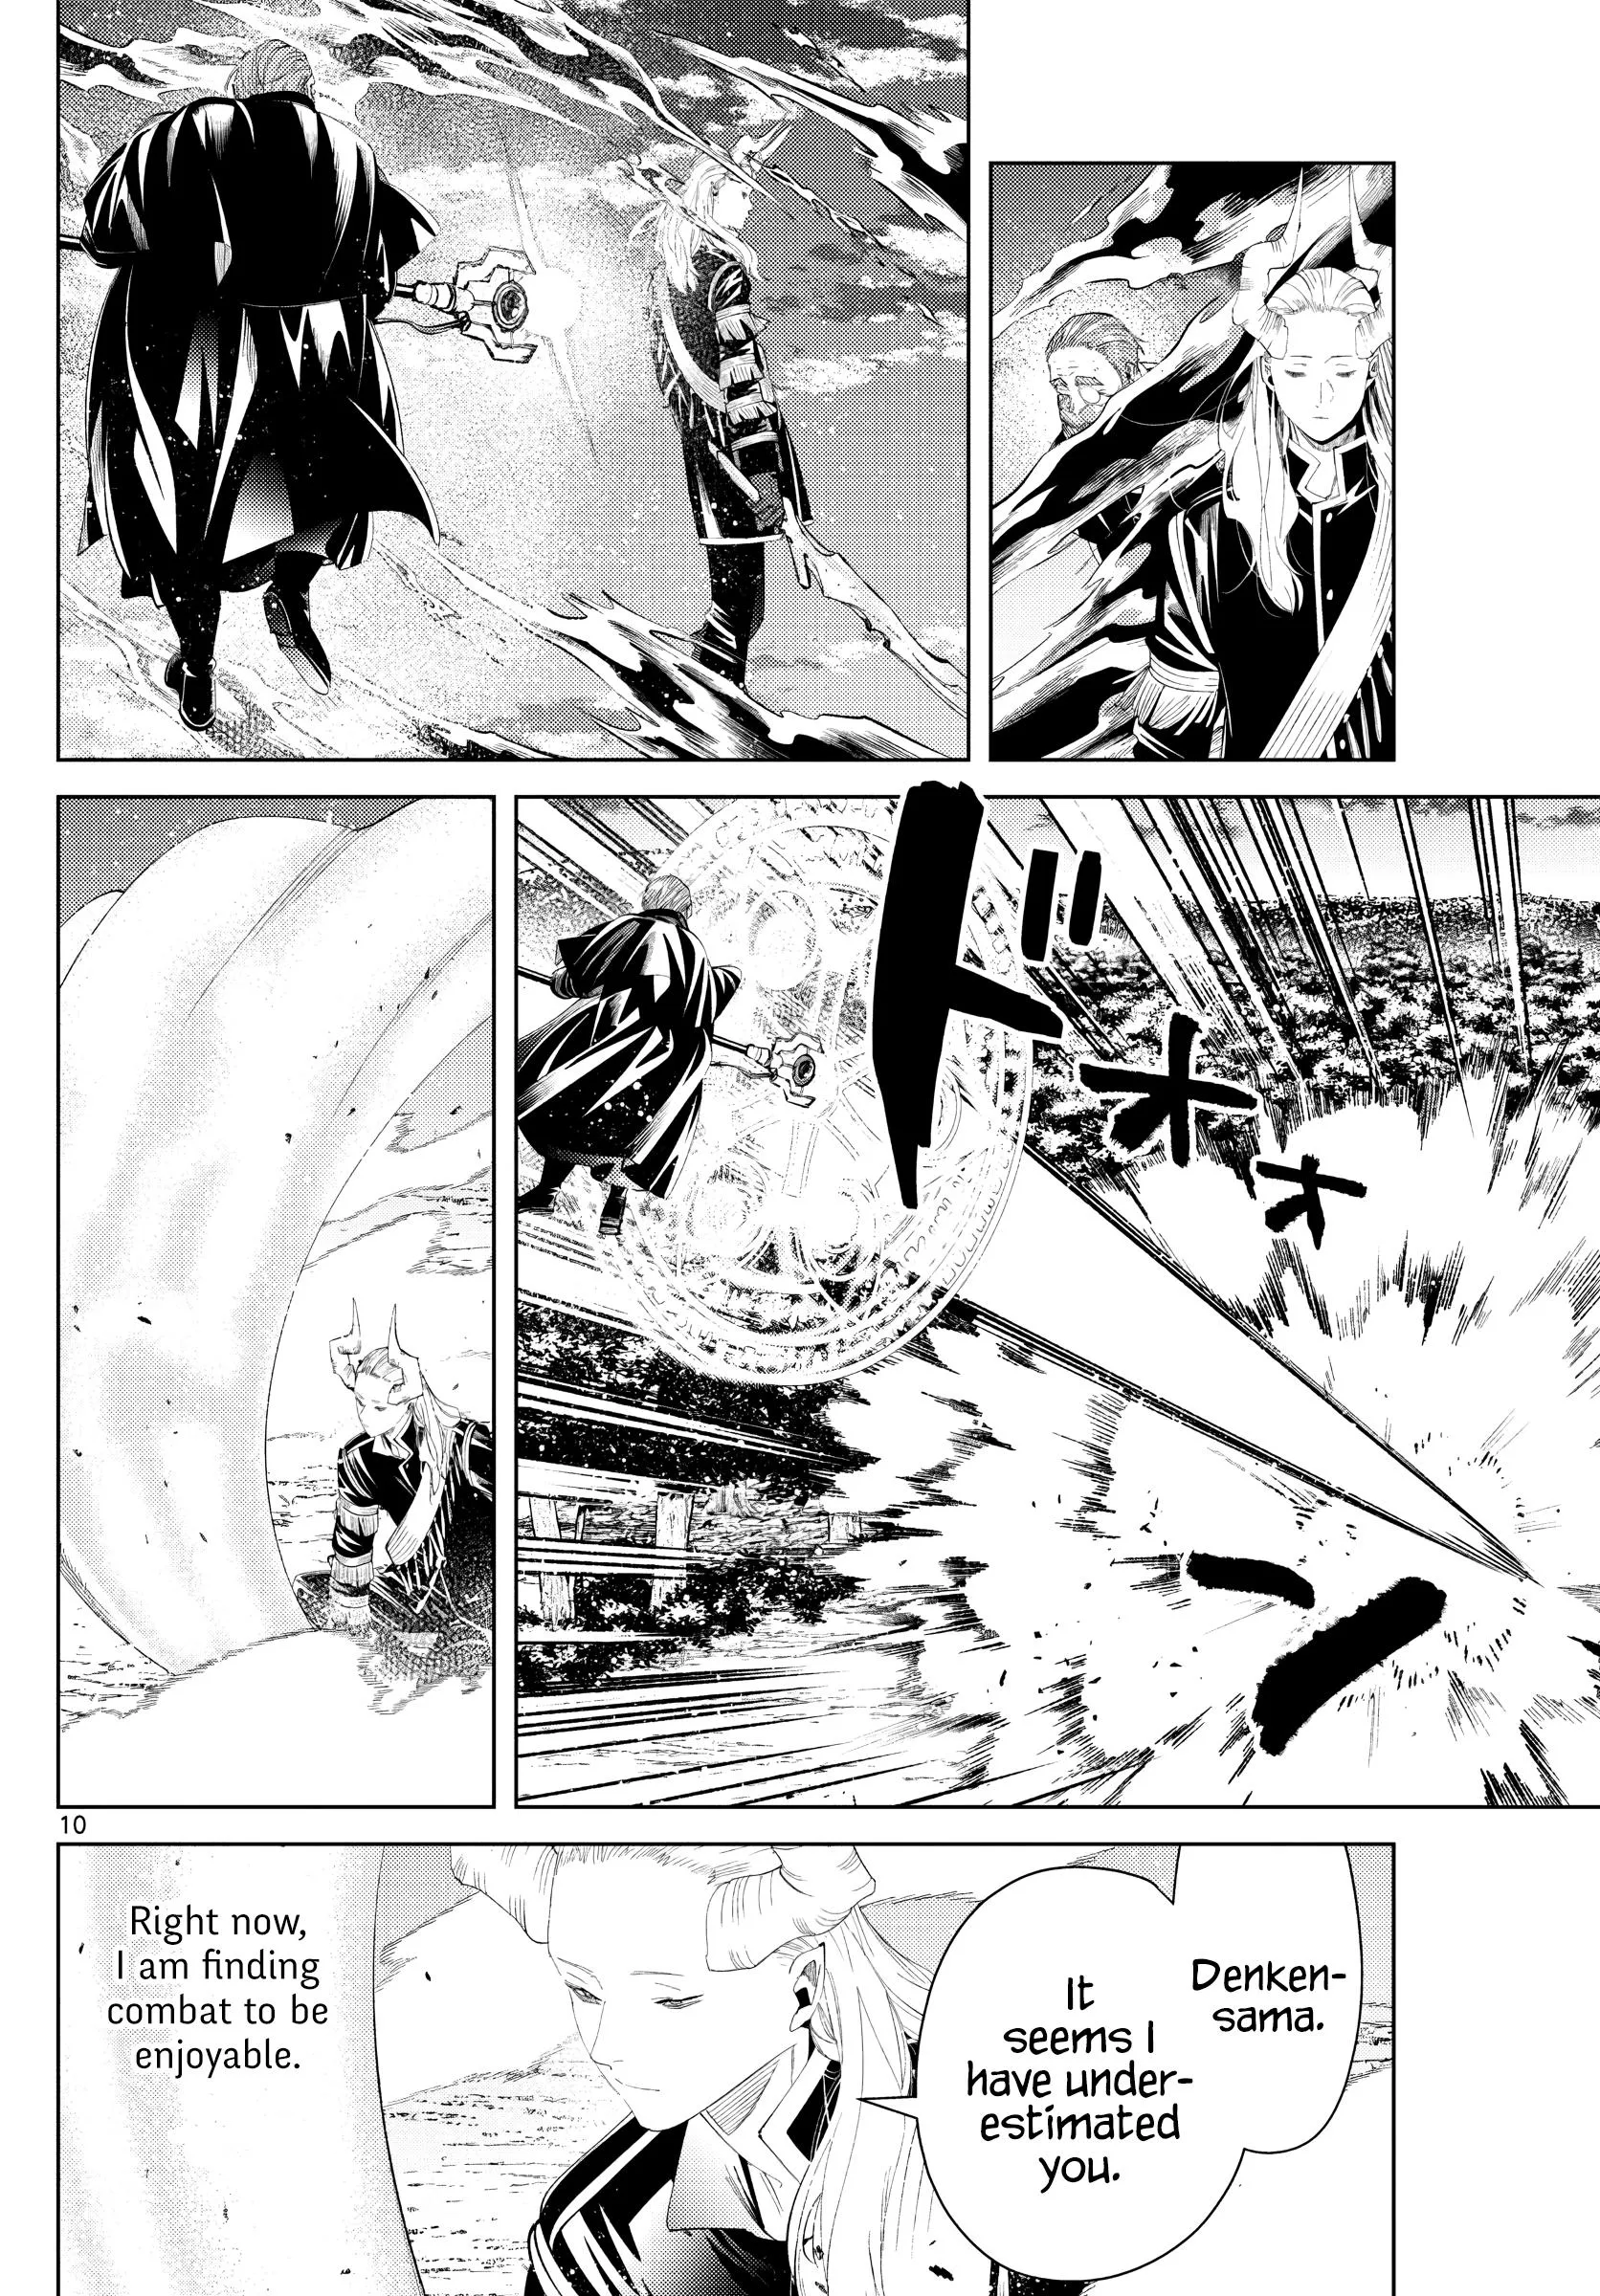 ドォォーン
10
Denken-
sama.
It
seems I
have under-
estimated
you.
Right now,
I am finding
combat to be
enjoyable.